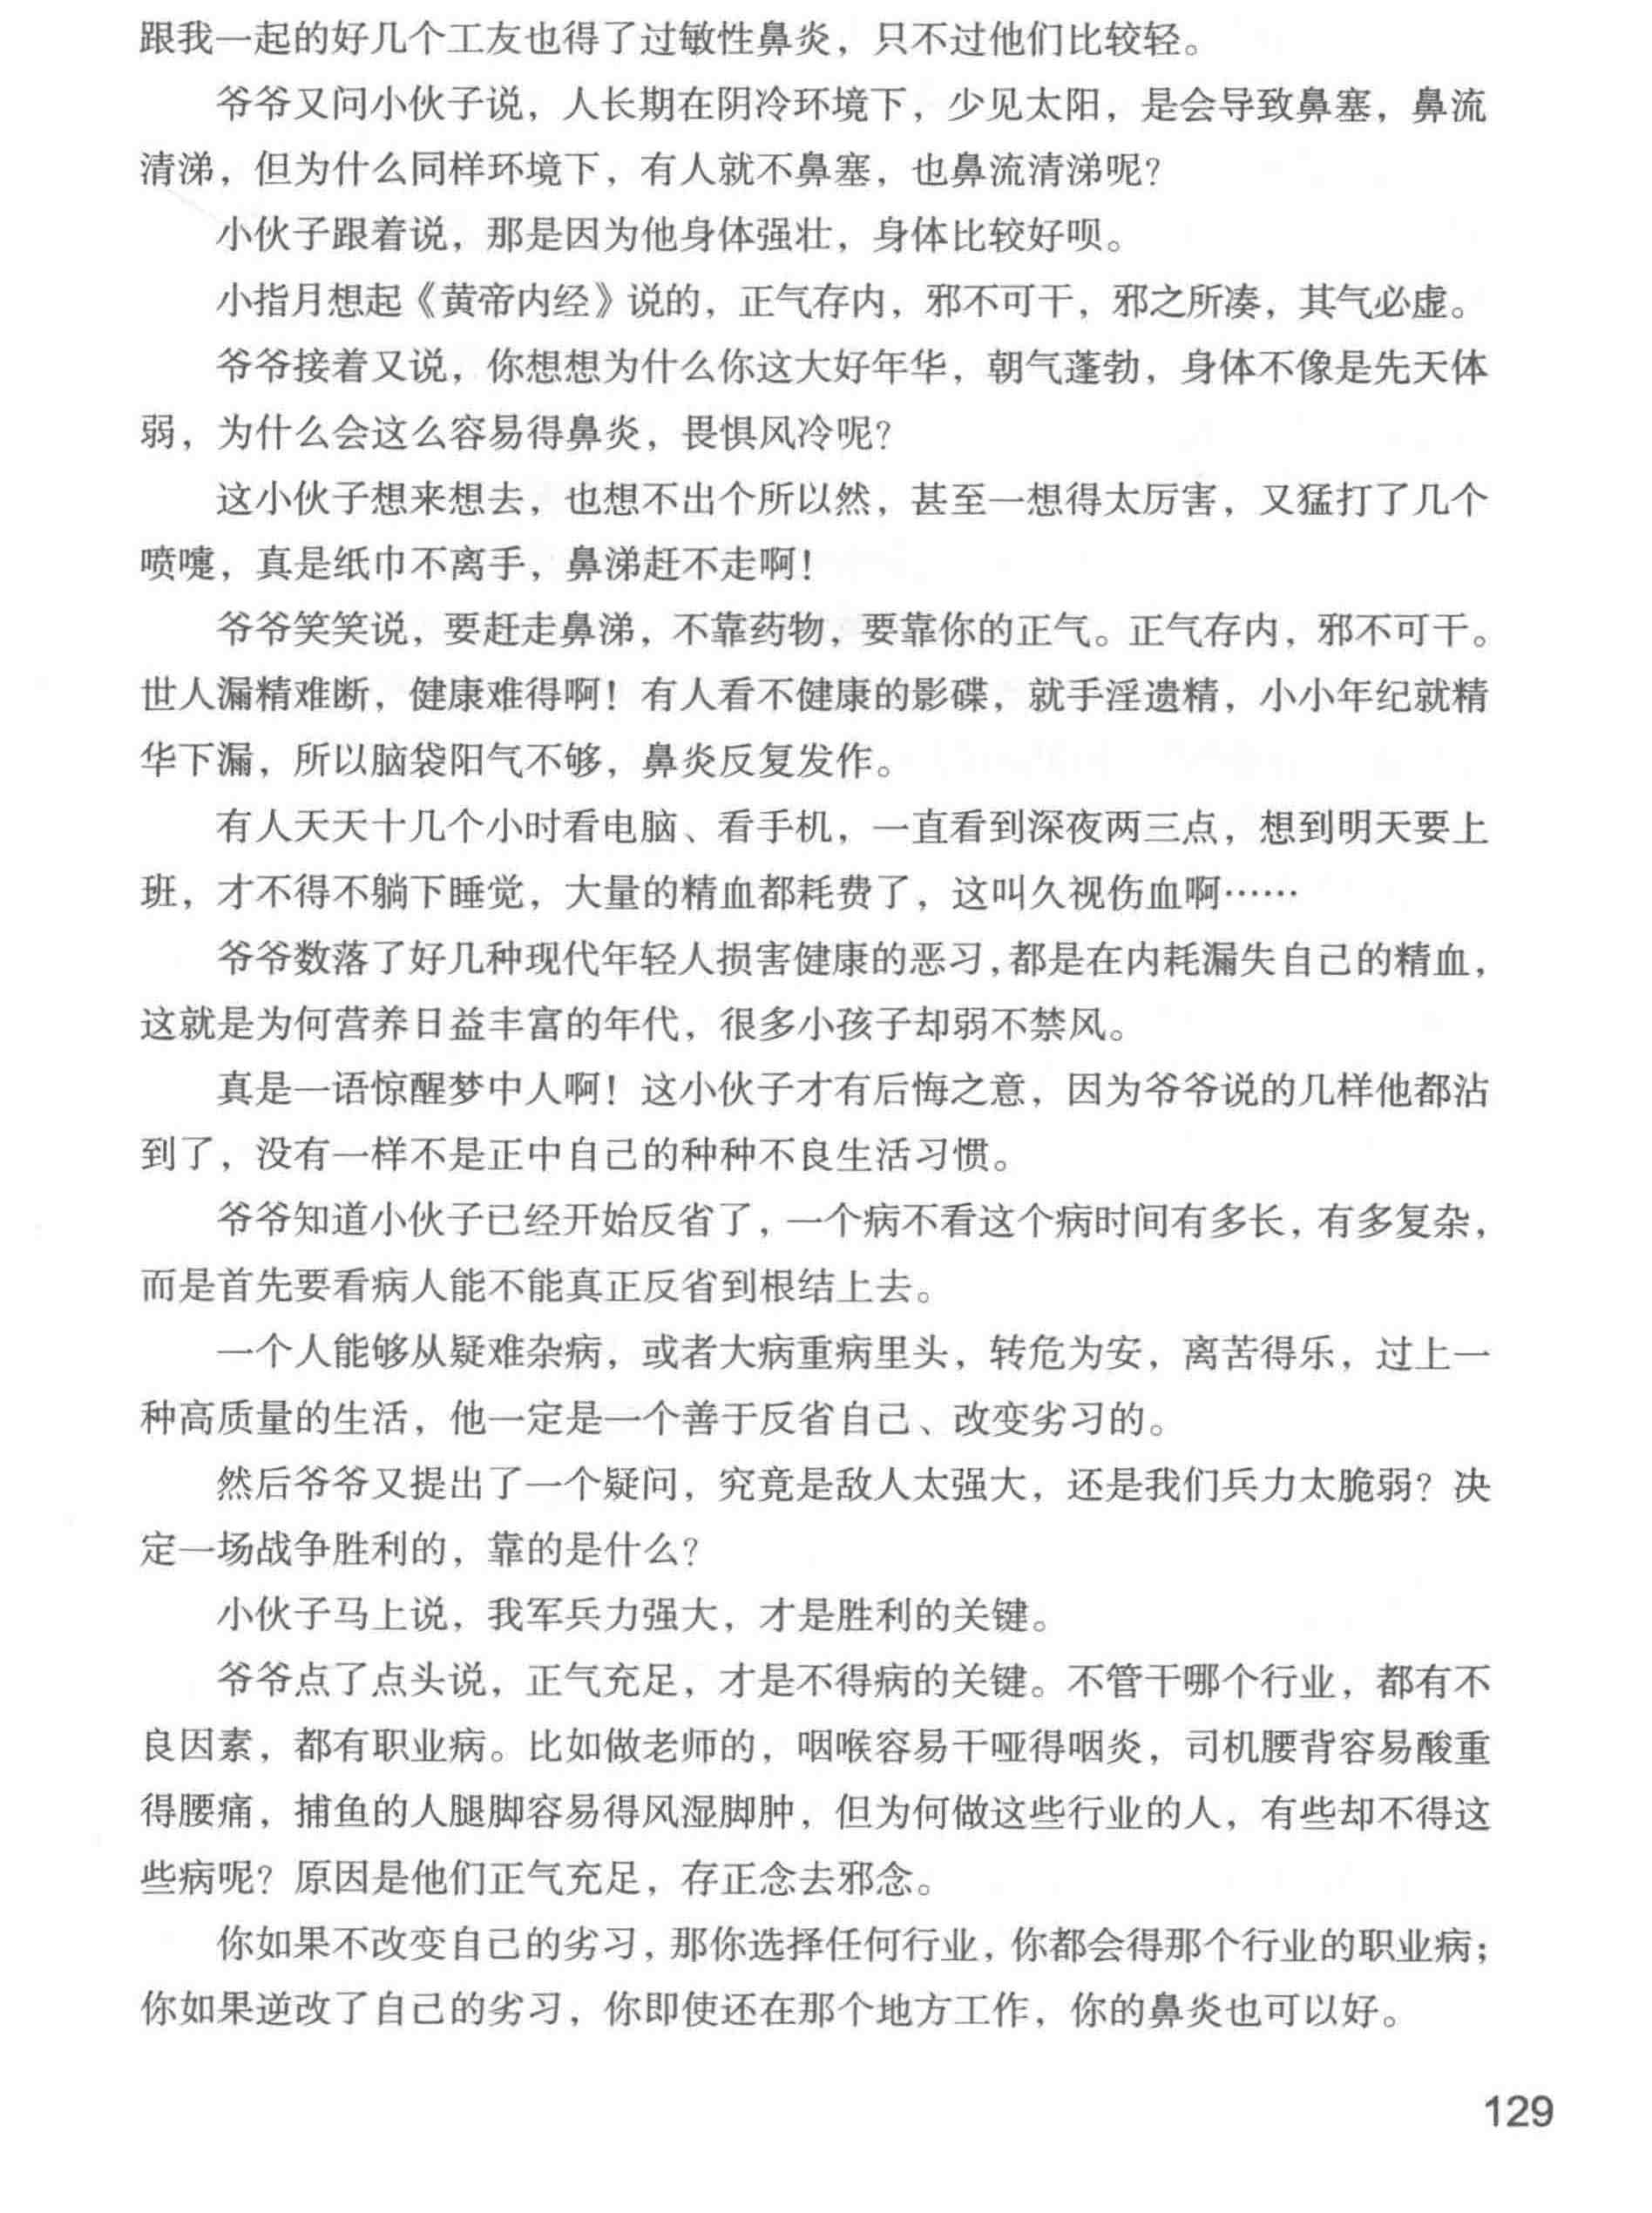 跟我一起的好几个工友也得了过敏性鼻炎，只不过他们比较轻。
爷爷又问小伙子说，人长期在阴冷环境下，少见太阳，是会导致鼻塞，鼻流
清涕，但为什么同样环境下，有人就不鼻塞，也鼻流清涕呢？
小伙子跟着说，那是因为他身体强壮，身体比较好呗。
小指月想起《黄帝内经》说的，正气存内，邪不可干，邪之所凑，其气必虚。
爷爷接着又说，你想想为什么你这大好年华，朝气蓬勃，身体不像是先天体
弱，为什么会这么容易得鼻炎，畏惧风冷呢？
这小伙子想来想去，也想不出个所以然，甚至一想得太厉害，又猛打了几个
喷嚏，真是纸巾不离手，鼻涕赶不走啊！
爷爷笑笑说，要赶走鼻涕，不靠药物，要靠你的正气。正气存内，邪不可干。
世人漏精难断，健康难得啊！有人看不健康的影碟，就手淫遗精，小小年纪就精
华下漏，所以脑袋阳气不够，鼻炎反复发作。
有人天天十几个小时看电脑、看手机，一直看到深夜两三点，想到明天要上
班，才不得不躺下睡觉，大量的精血都耗费了，这叫久视伤血啊……
爷爷数落了好几种现代年轻人损害健康的恶习，都是在内耗漏失自己的精血，
这就是为何营养日益丰富的年代，很多小孩子却弱不禁风。
真是一语惊醒梦中人啊！这小伙子才有后悔之意，因为爷爷说的几样他都沾
到了，没有一样不是正中自己的种种不良生活习惯。
爷爷知道小伙子已经开始反省了，一个病不看这个病时间有多长，有多复杂，
而是首先要看病人能不能真正反省到根结上去。
一个人能够从疑难杂病，或者大病重病里头，转危为安，离苦得乐，过上一
种高质量的生活，他一定是一个善于反省自己、改变劣习的。
然后爷爷又提出了一个疑问，究竟是敌人太强大，还是我们兵力太脆弱？决
定一场战争胜利的，靠的是什么？
小伙子马上说，我军兵力强大，才是胜利的关键。
爷爷点了点头说，正气充足，才是不得病的关键。不管干哪个行业，都有不
良因素，都有职业病。比如做老师的，咽喉容易干哑得咽炎，司机腰背容易酸重
得腰痛，捕鱼的人腿脚容易得风湿脚肿，但为何做这些行业的人，有些却不得这
些病呢？原因是他们正气充足，存正念去邪念。
你如果不改变自己的劣习，那你选择任何行业，你都会得那个行业的职业病；
你如果逆改了自己的劣习，你即使还在那个地方工作，你的鼻炎也可以好。
129